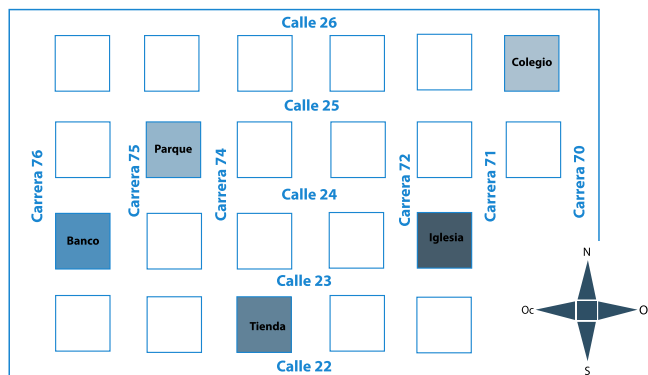 Calle 26
Colegio
Calle 25
Carrera 76
Carrera 75
Parque
Carrera 74
Carrera 72
Carrera 71
Carrera 70
Calle 24
Banco
Iglesia
Calle 23
Tienda
Calle 22
N
Oc
O
S